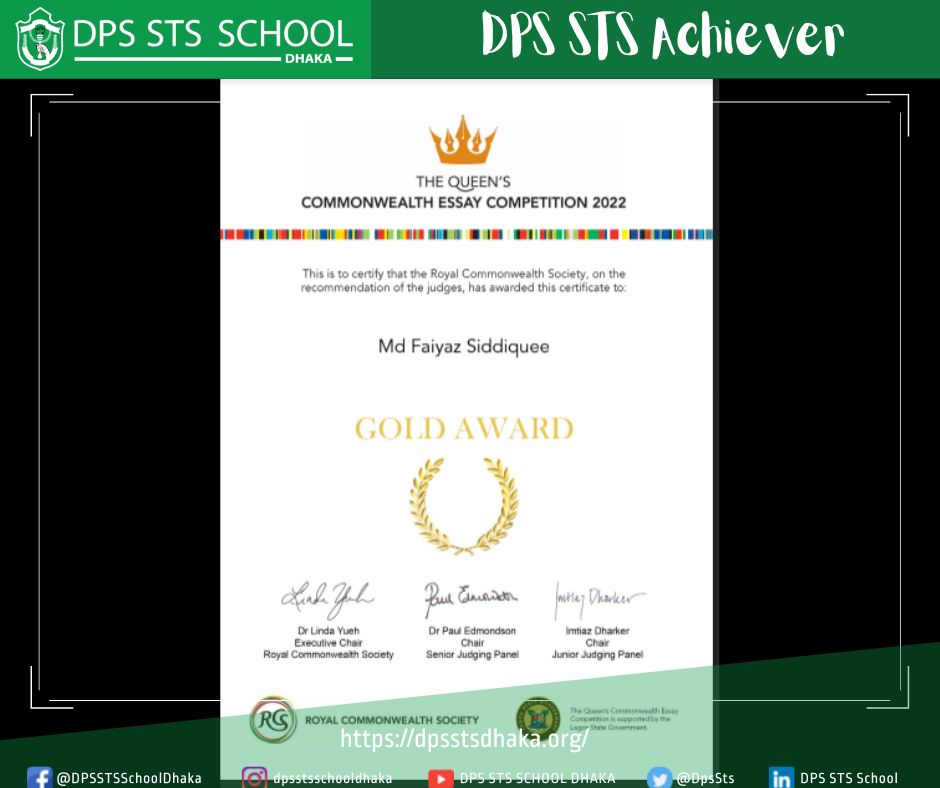 DPS STS SCHOOL
DHAKA
DPS STS Achiever
THE QUEEN'S
COMMONWEALTH ESSAY COMPETITION 2022
This is to certify that the Royal Commonwealth Society, on the
recommendation of the judges, has awarded this certificate to:
Md Faiyaz Siddiquee
GOLD AWARD
Linda Yueh
Paul Edmondson
Imtiaz Dharker
Dr Linda Yueh
Executive Chair
Royal Commonwealth Society
Dr Paul Edmondson
Chair
Senior Judging Panel
Imtiaz Dharker
Chair
Junior Judging Panel
RCS
ROYAL COMMONWEALTH SOCIETY
The Queen's Commonwealth Essay
Competition is supported by the
Lagos State Government.
https://dpsstsdhaka.org/
@DPSSTSSchoolDhaka
dpsstsschooldhaka
DPS STS SCHOOL DHAKA
@DpsSts
DPS STS School